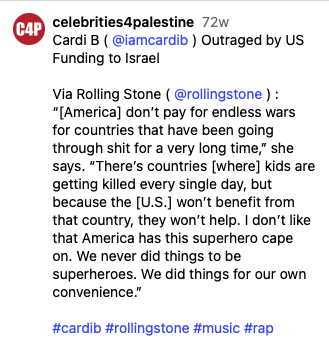 C4P
celebrities4palestine 72w
Cardi B ( @iamcardib ) Outraged by US
Funding to Israel
Via Rolling Stone ( @rollingstone ) :
“[America] don’t pay for endless wars
for countries that have been going
through shit for a very long time,” she
says. “There’s countries [where] kids are
getting killed every single day, but
because the [U.S.] won’t benefit from
that country, they won’t help. I don’t like
that America has this superhero cape
on. We never did things to be
superheroes. We did things for our own
convenience.”
#cardib #rollingstone #music #rap